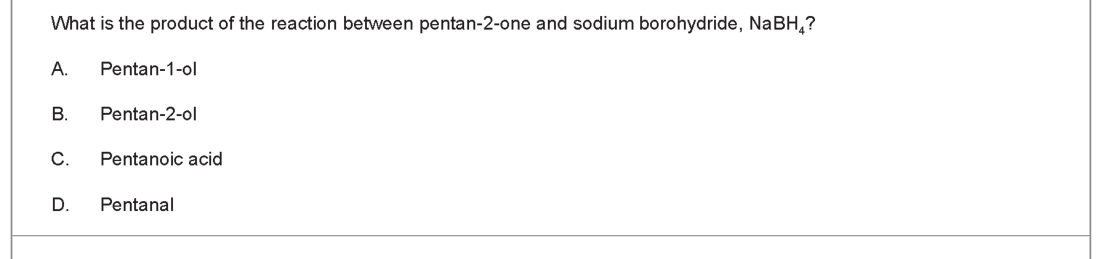 What is the product of the reaction between pentan-2-one and sodium borohydride, NaBH₄?
A. Pentan-1-ol
B. Pentan-2-ol
C. Pentanoic acid
D. Pentanal